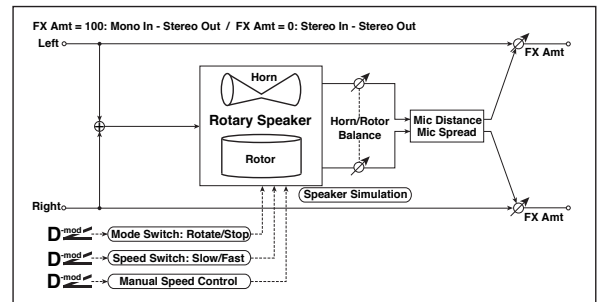 FX Amt = 100: Mono In - Stereo Out / FX Amt = 0: Stereo In - Stereo Out
Left
FX Amt
Horn
Rotary Speaker
Rotor
Horn/Rotor
Balance
Mic Distance
Mic Spread
Speaker Simulation
Right
FX Amt
D-mod
Mode Switch: Rotate/Stop
D-mod
Speed Switch: Slow/Fast
D-mod
Manual Speed Control